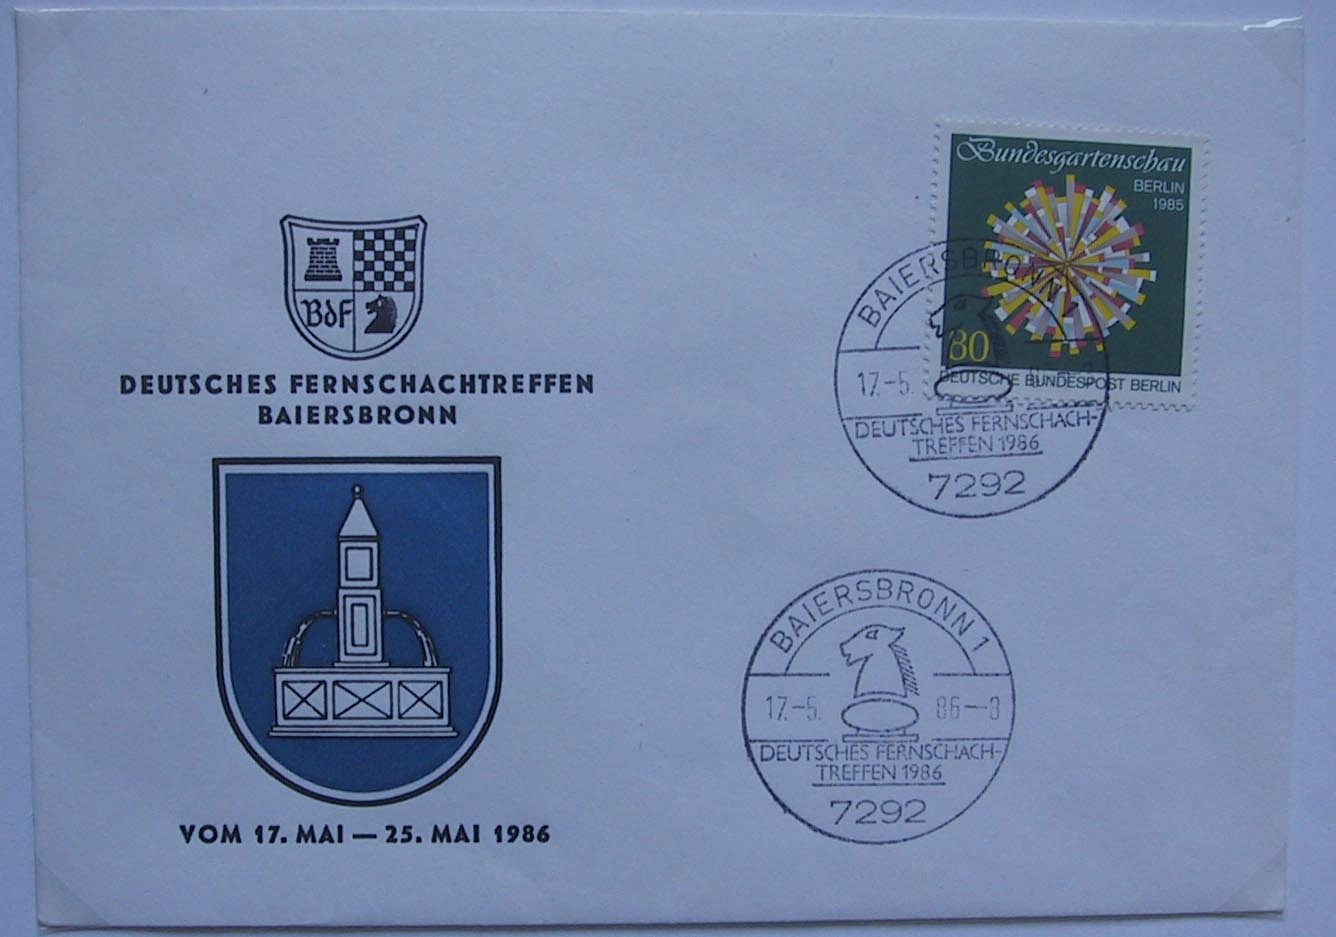 BdF
DEUTSCHES FERNSCHACHTREFFEN
BAIERSBRONN
VOM 17. MAI — 25. MAI 1986
Bundesgartenschau
BERLIN
1985
80
DEUTSCHE BUNDESPOST BERLIN
BAIERSBRONN 1
17.-5.
DEUTSCHES FERNSCHACH-
TREFFEN 1986
7292
BAIERSBRONN 1
17.-5. 86-8
DEUTSCHES FERNSCHACH-
TREFFEN 1986
7292